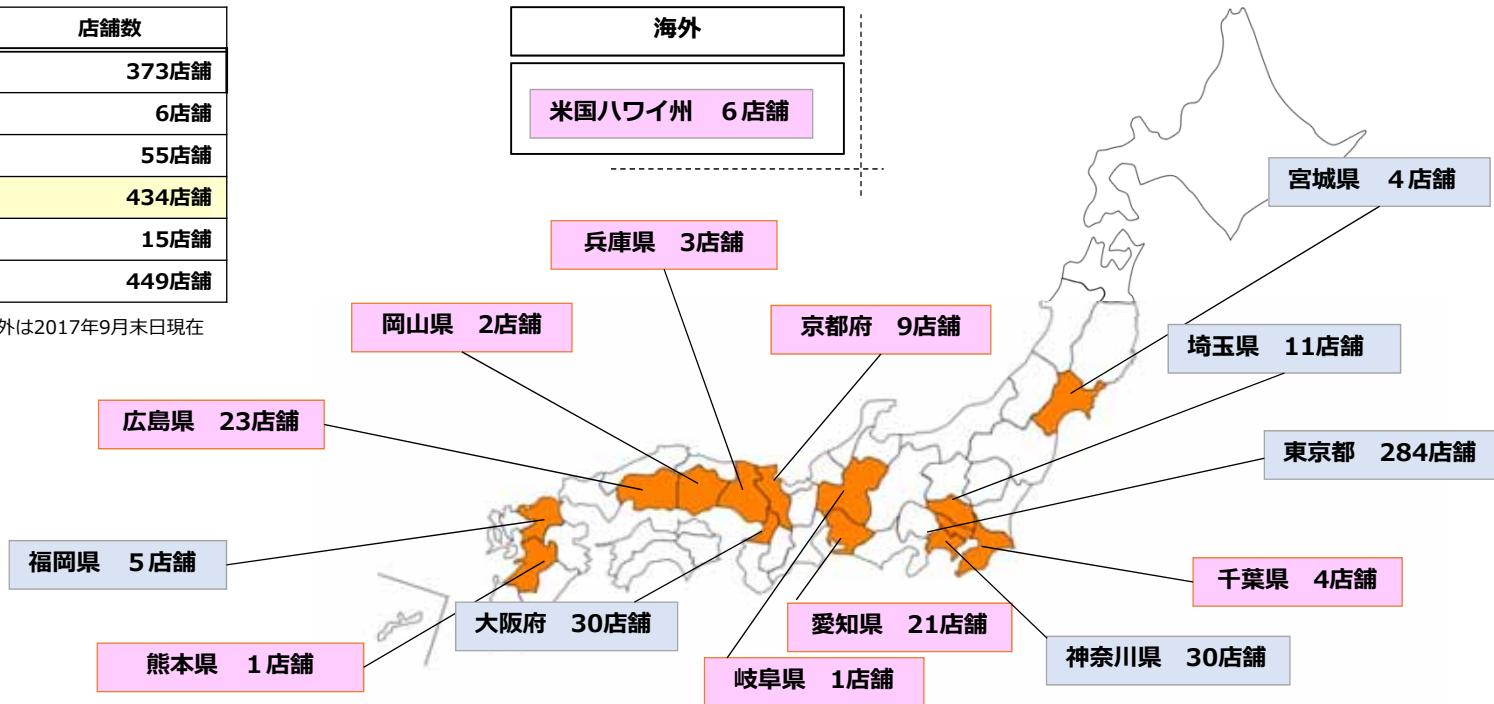 店舗数
373店舗
6店舗
55店舗
434店舗
15店舗
449店舗
外は2017年9月末日現在
海外
米国ハワイ州　６店舗
宮城県　４店舗
兵庫県　3店舗
岡山県　2店舗
京都府　9店舗
埼玉県　11店舗
広島県　23店舗
東京都　284店舗
福岡県　５店舗
千葉県　4店舗
大阪府　30店舗
愛知県　21店舗
神奈川県　30店舗
熊本県　１店舗
岐阜県　1店舗